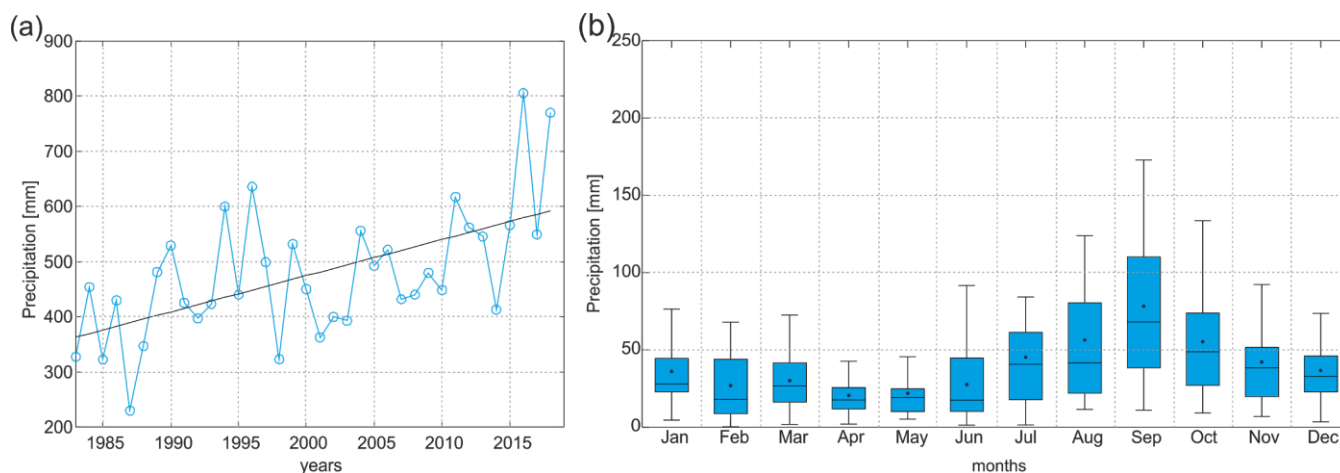 (a)
900
800
700
600
500
400
300
200
Precipitation [mm]
1985 1990 1995 2000 2005 2010 2015
years
(b)
250
200
150
100
50
0
Precipitation [mm]
Jan Feb Mar Apr May Jun Jul Aug Sep Oct Nov Dec
months